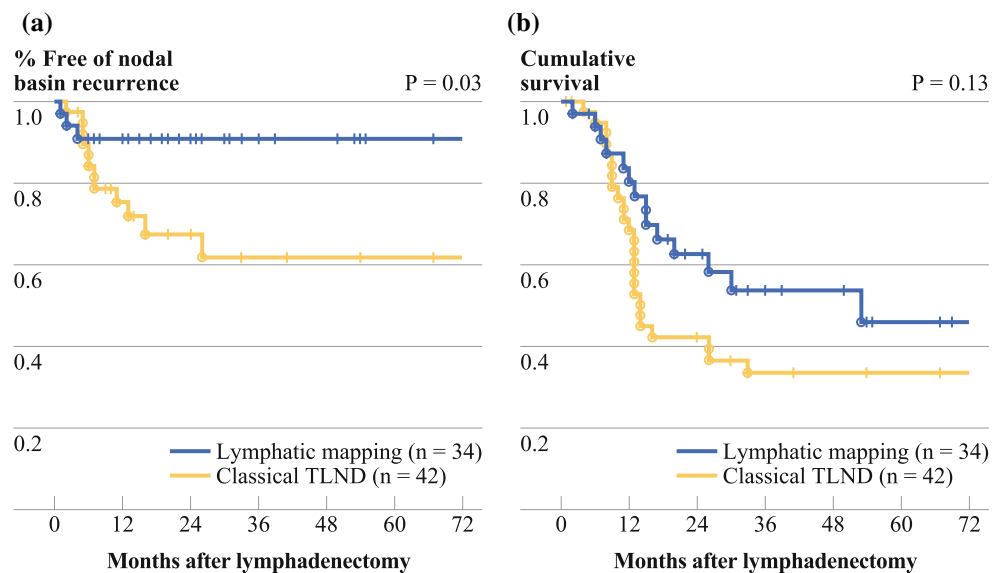 (a)
% Free of nodal
basin recurrence
P = 0.03
1.0
0.8
0.6
0.4
0.2
Lymphatic mapping (n = 34)
Classical TLND (n = 42)
0 12 24 36 48 60 72
Months after lymphadenectomy
(b)
Cumulative
survival
P = 0.13
1.0
0.8
0.6
0.4
0.2
Lymphatic mapping (n = 34)
Classical TLND (n = 42)
0 12 24 36 48 60 72
Months after lymphadenectomy